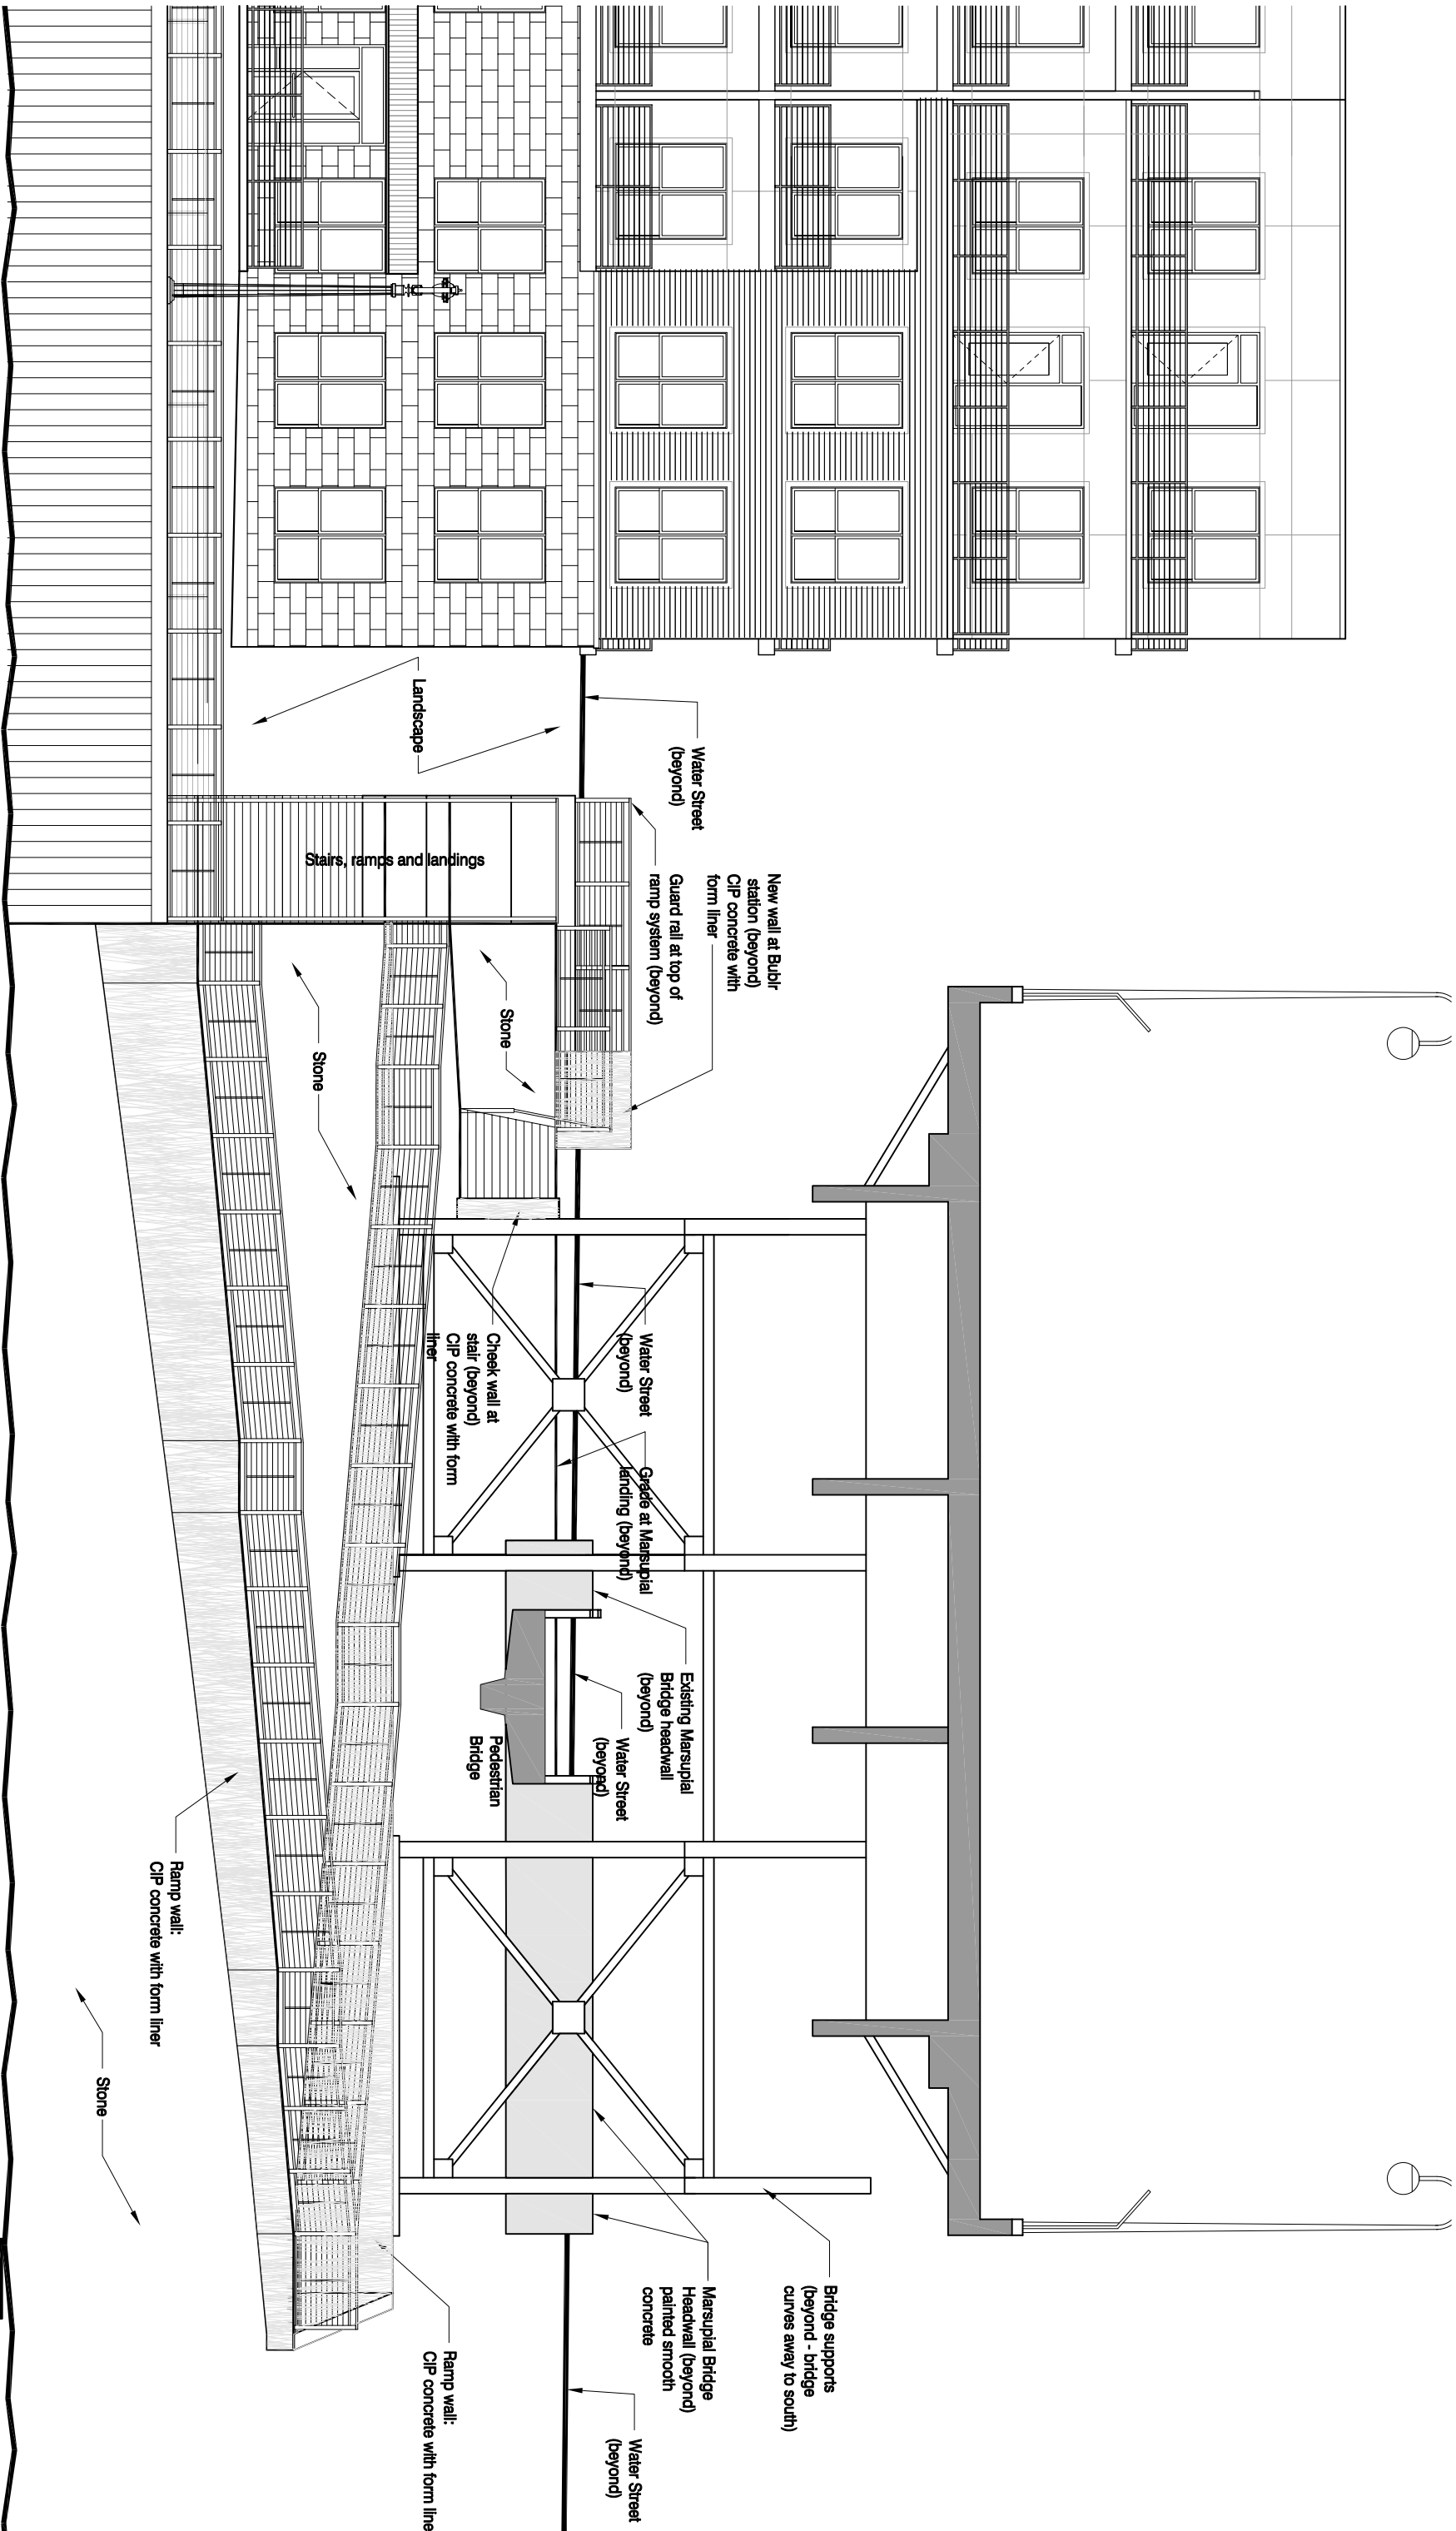 Landscape
Water Street
(beyond)
Stairs, ramps and landings
Guard rail at top of
ramp system (beyond)
New wall at Bublr
station (beyond)
CIP concrete with
form liner
Stone
Stone
Cheek wall at
stair (beyond)
CIP concrete with form
liner
Water Street
(beyond)
Grade at Marsupial
landing (beyond)
Existing Marsupial
Bridge headwall
(beyond)
Water Street
(beyond)
Pedestrian
Bridge
Ramp wall:
CIP concrete with form liner
Stone
Bridge supports
(beyond - bridge
curves away to south)
Marsupial Bridge
Headwall (beyond)
painted smooth
concrete
Water Street
(beyond)
Ramp wall:
CIP concrete with form line